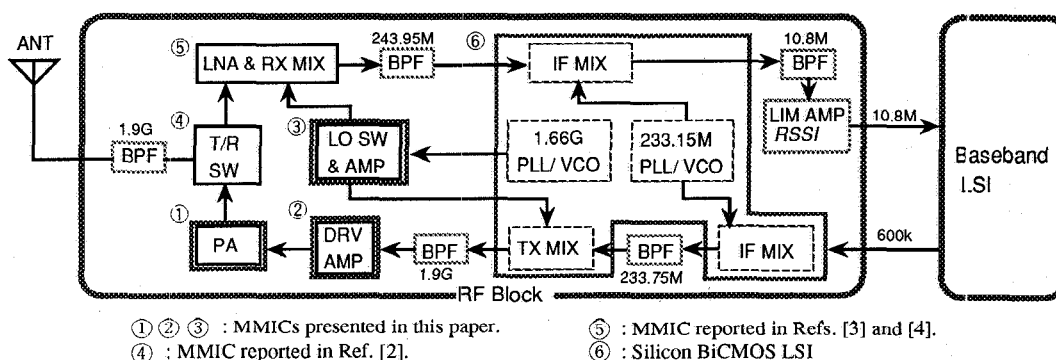 ANT
1.9G
BPF
④
T/R
SW
⑤
LNA & RX MIX
243.95M
BPF
⑥
IF MIX
10.8M
BPF
LIM AMP
RSSI
10.8M
Baseband
LSI
③
LO SW
& AMP
1.66G
PLL/ VCO
233.15M
PLL/ VCO
①
PA
②
DRV
AMP
BPF
1.9G
TX MIX
BPF
233.75M
IF MIX
600k
RF Block
① ② ③ : MMICs presented in this paper.
④ : MMIC reported in Ref. [2].
⑤ : MMIC reported in Refs. [3] and [4].
⑥ : Silicon BiCMOS LSI